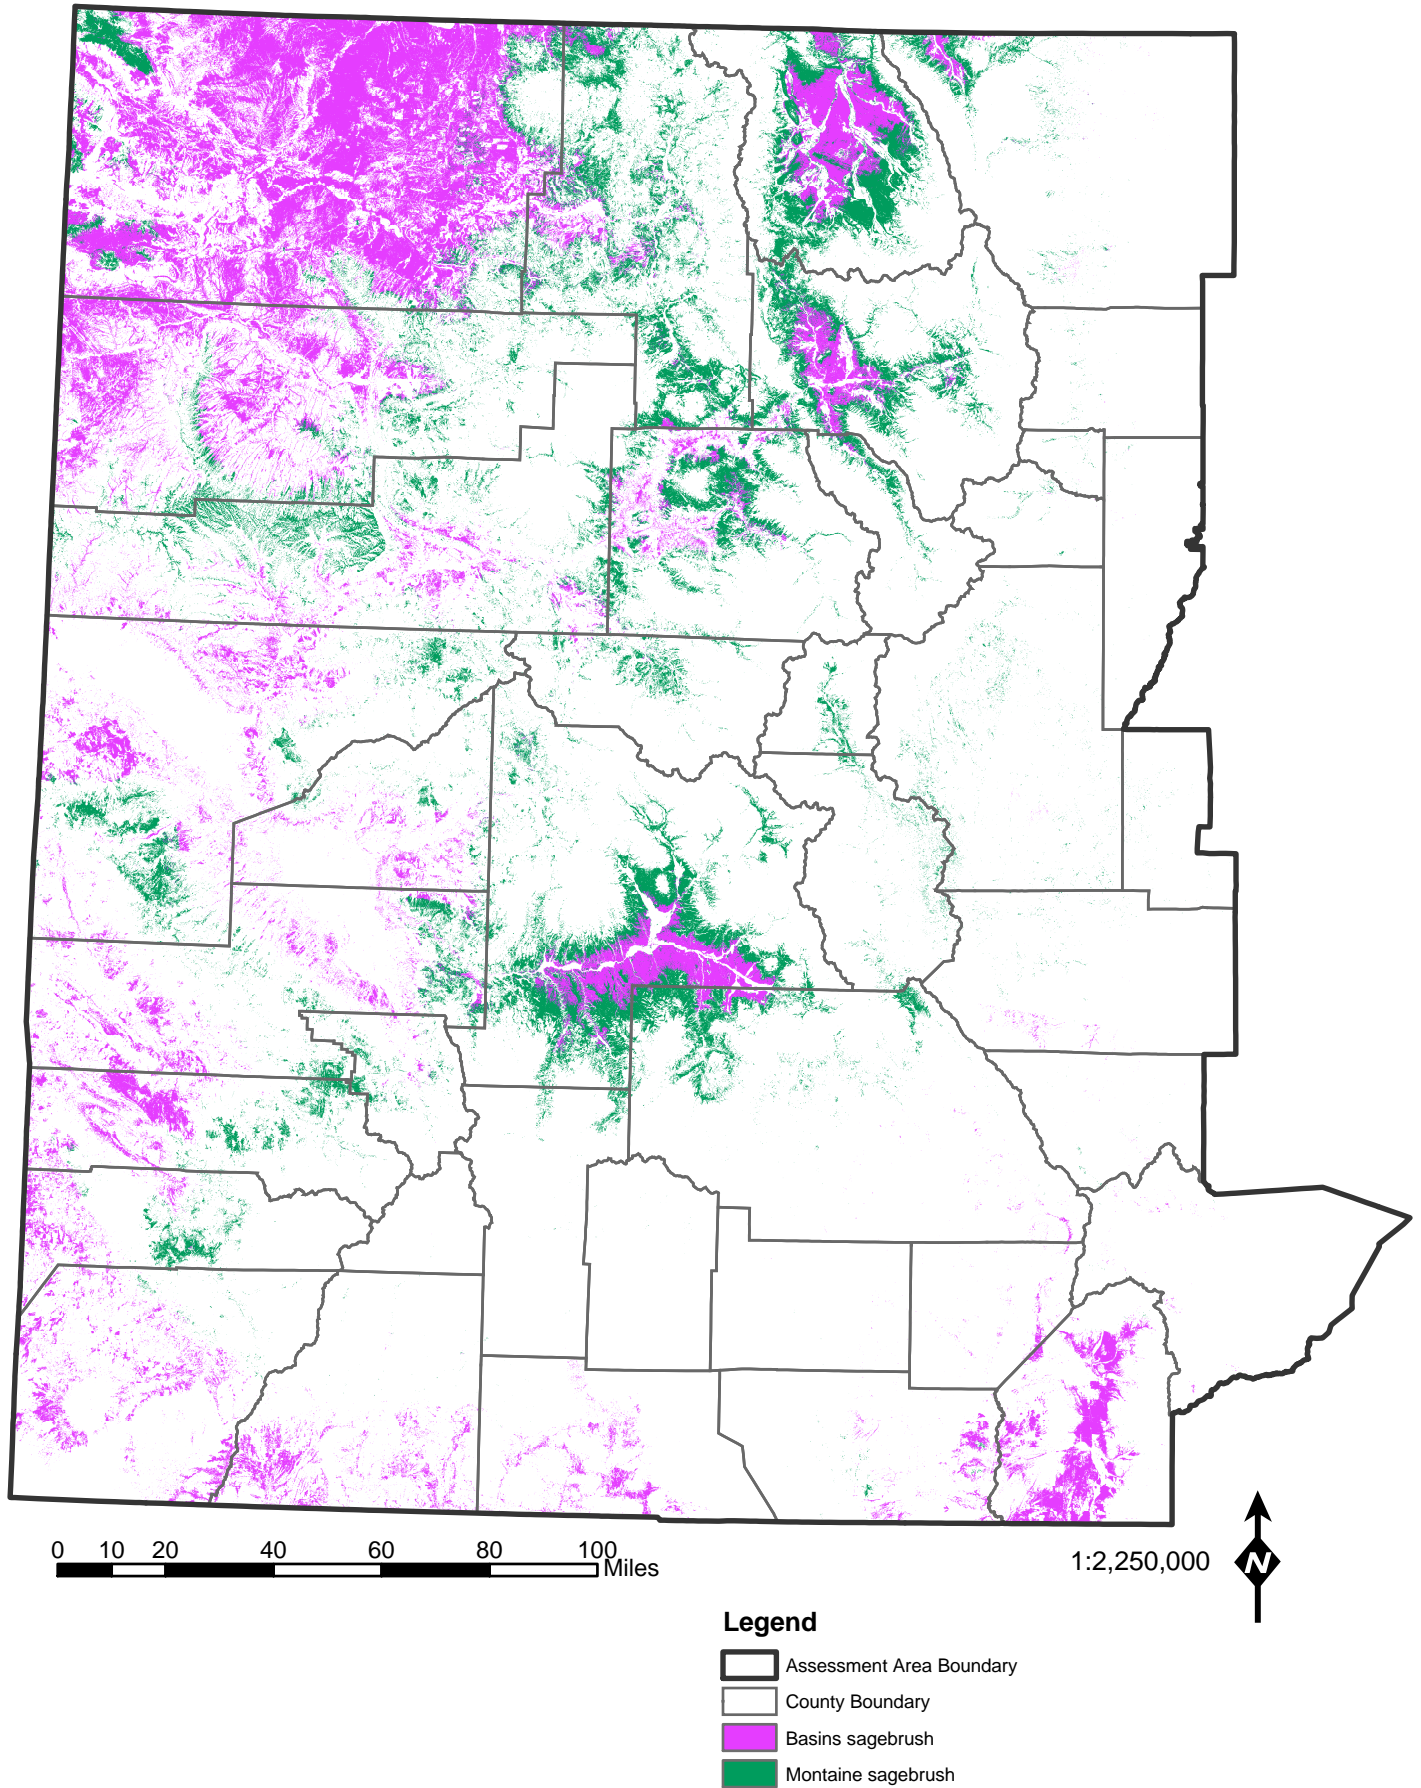 0 10 20 40 60 80 100
Miles
1:2,250,000
N
Legend
Assessment Area Boundary
County Boundary
Basins sagebrush
Montaine sagebrush